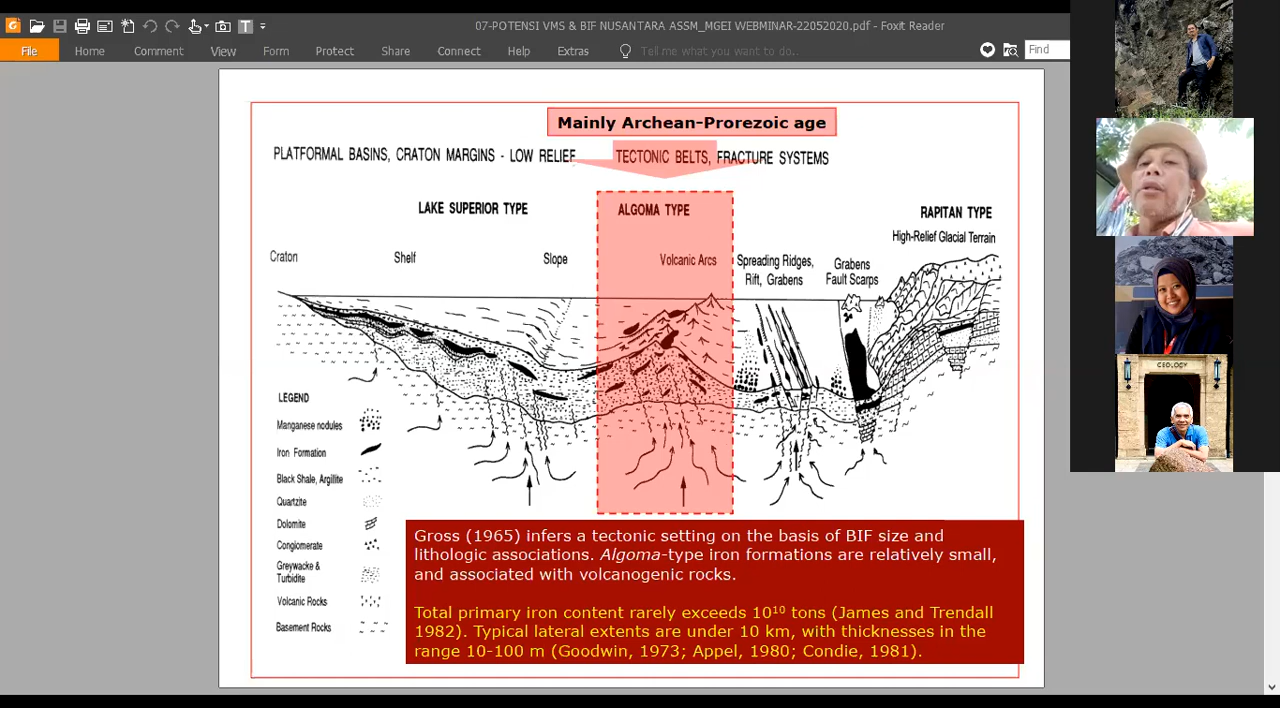 07-POTENSI VMS & BIF NUSANTARA ASSM_MGEI WEBMINAR-22052020.pdf - Foxit Reader
File Home Comment View Form Protect Share Connect Help Extras Tell me what you want to do.. Find
Mainly Archean-Prorezoic age
PLATFORMAL BASINS, CRATON MARGINS - LOW RELIEF TECTONIC BELTS, FRACTURE SYSTEMS
LAKE SUPERIOR TYPE ALGOMA TYPE RAPITAN TYPE
High-Relief Glacial Terrain
Craton Shelf Slope Volcanic Arcs Spreading Ridges, Rift, Grabens Grabens Fault Scarps
LEGEND
Manganese nodules
Iron Formation
Black Shale, Argillite
Quartzite
Dolomite
Conglomerate
Greywacke &
Turbidite
Volcanic Rocks
Basement Rocks
Gross (1965) infers a tectonic setting on the basis of BIF size and
lithologic associations. Algoma-type iron formations are relatively small,
and associated with volcanogenic rocks.
Total primary iron content rarely exceeds 10¹⁰ tons (James and Trendall
1982). Typical lateral extents are under 10 km, with thicknesses in the
range 10-100 m (Goodwin, 1973; Appel, 1980; Condie, 1981).
GEOLOGY